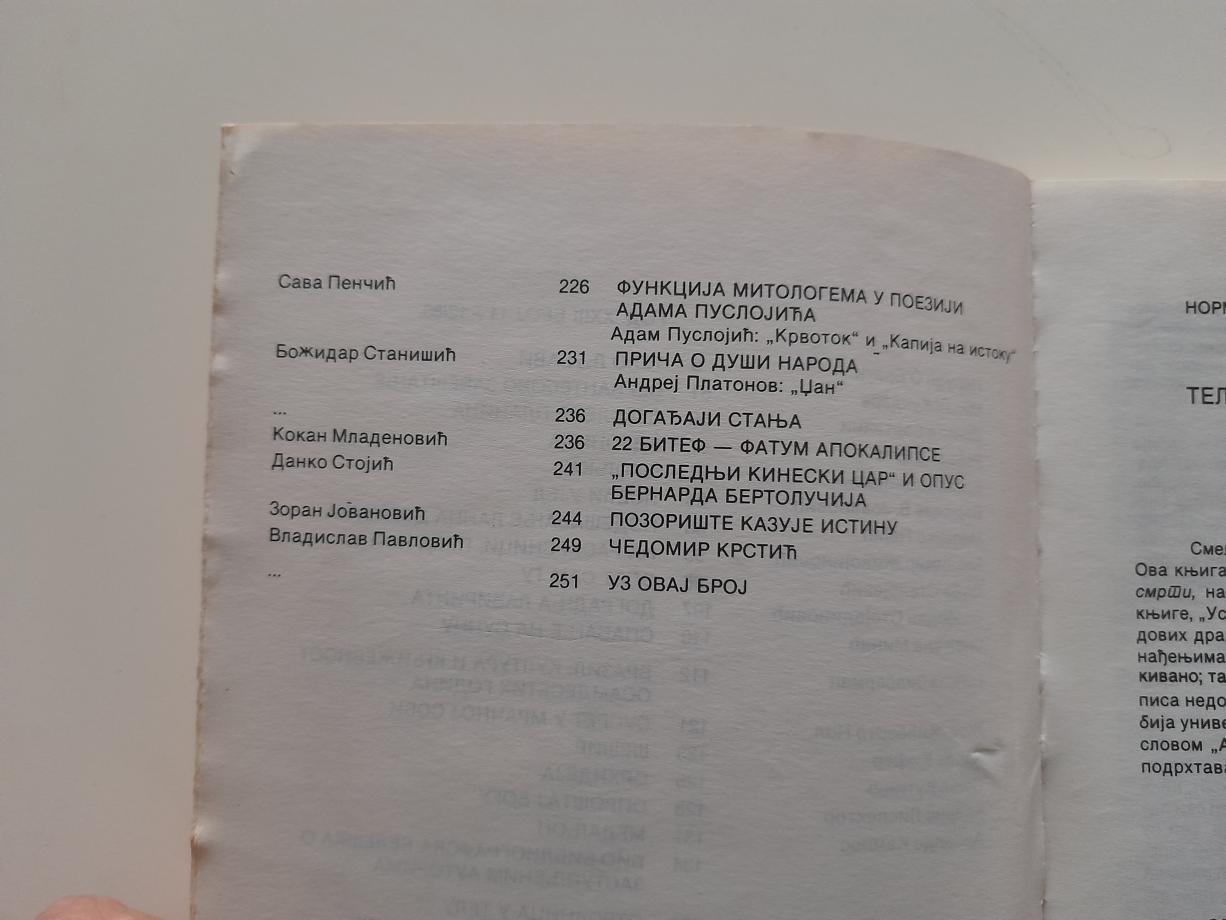 Сава Пенчић 226 ФУНКЦИЈА МИТОЛОГЕМА У ПОЕЗИЈИ
АДАМА ПУСЛОЈИЋА
Адам Пуслојић: „Крвоток“ и „Капија на истоку“
Божидар Станишић 231 ПРИЧА О ДУШИ НАРОДА
Андреј Платонов: „Џан“
... 236 ДОГАЂАЈИ СТАЊА
Кокан Младеновић 236 22 БИТЕФ — ФАТУМ АПОКАЛИПСЕ
Данко Стојић 241 „ПОСЛЕДЊИ КИНЕСКИ ЦАР“ И ОПУС
БЕРНАРДА БЕРТОЛУЧИЈА
Зоран Јовановић 244 ПОЗОРИШТЕ КАЗУЈЕ ИСТИНУ
Владислав Павловић 249 ЧЕДОМИР КРСТИЋ
... 251 УЗ ОВАЈ БРОЈ
НОРМ
ТЕЛ
Смел
Ова књига
смрти, на
књиге, „Ус
дових дра
нађењима
кивано; та
писа недо
бија униве
словом „А
подрхтава